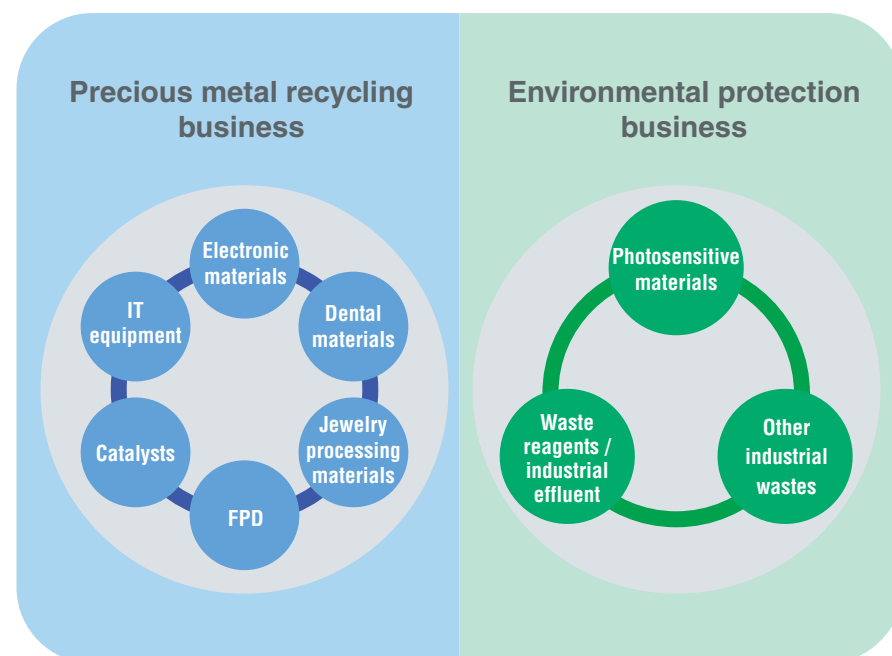 Precious metal recycling
business
Electronic
materials
Dental
materials
Jewelry
processing
materials
FPD
Catalysts
IT
equipment
Environmental protection
business
Photosensitive
materials
Other
industrial
wastes
Waste
reagents /
industrial
effluent